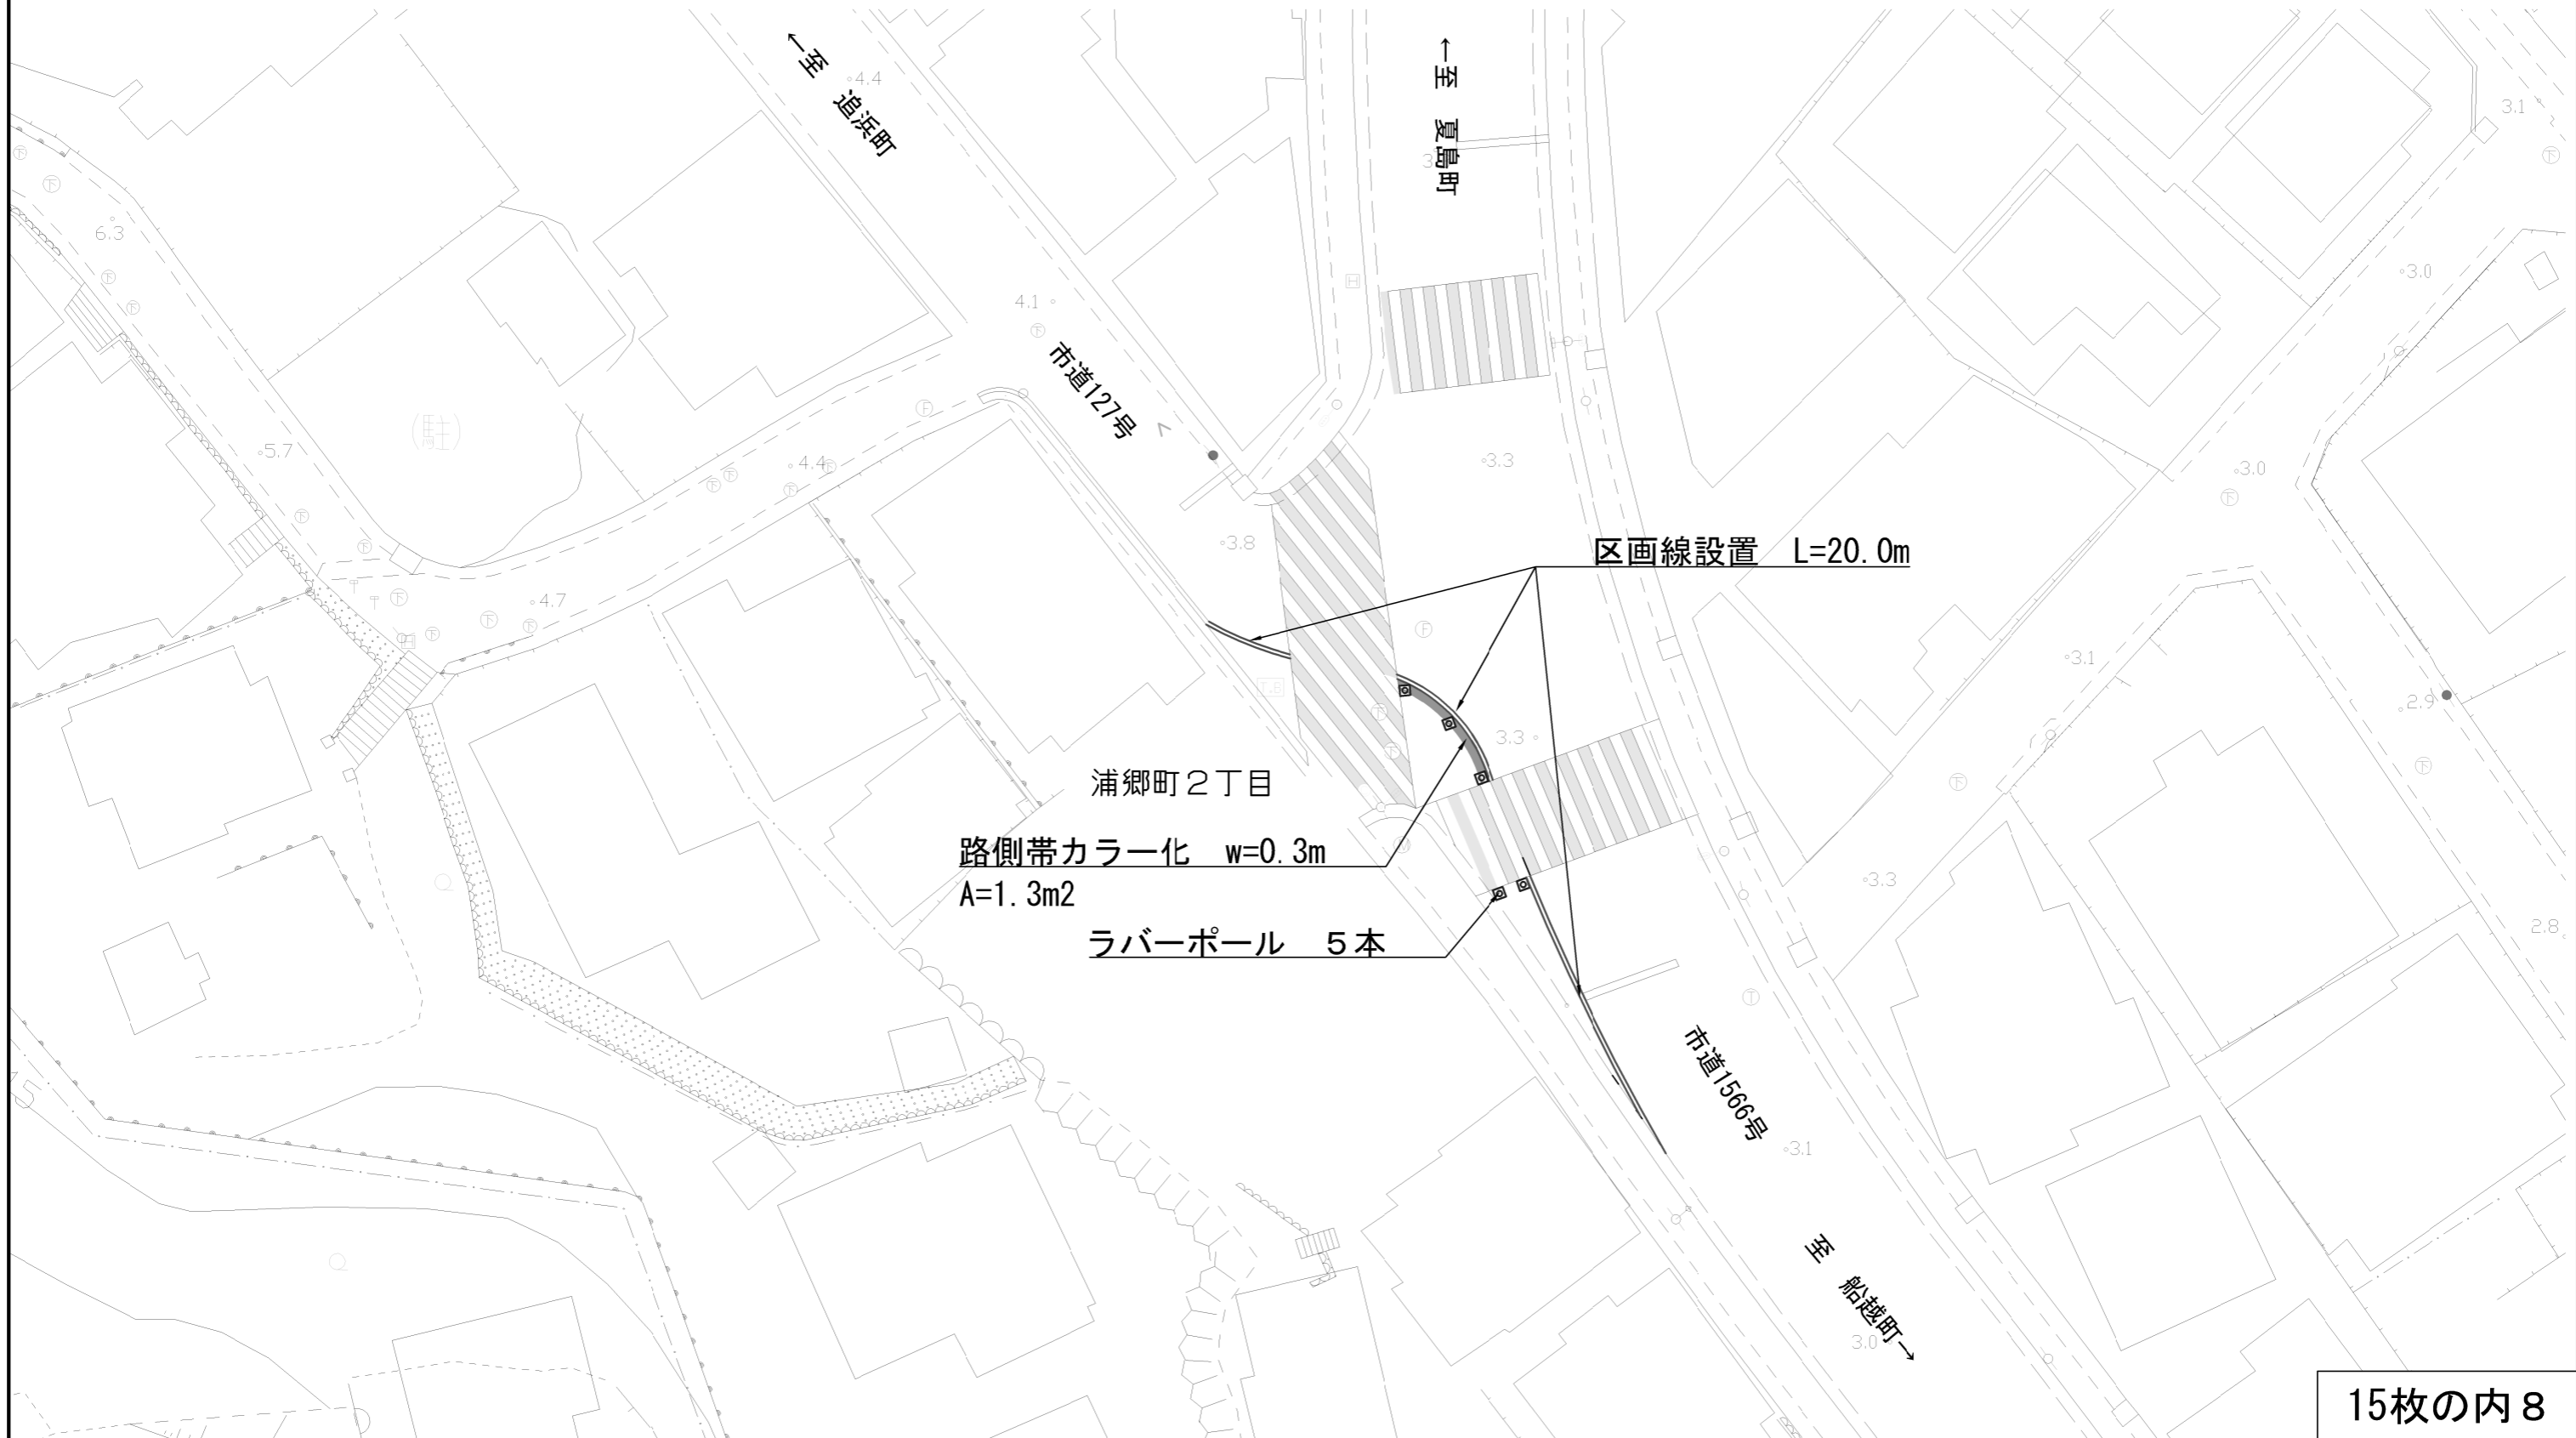 ←至　追浜町
←至　夏島町
4.4
3.1
6.3
3.0
4.1
市道127号
(駐)
5.7
4.4
3.3
3.0
3.8
区画線設置　L=20.0m
4.7
3.1
2.9
3.3
浦郷町２丁目
路側帯カラー化　w=0.3m
A=1.3m2
3.3
ラバーポール　５本
2.8
市道1566号
3.1
至　船越町→
3.0
15枚の内８